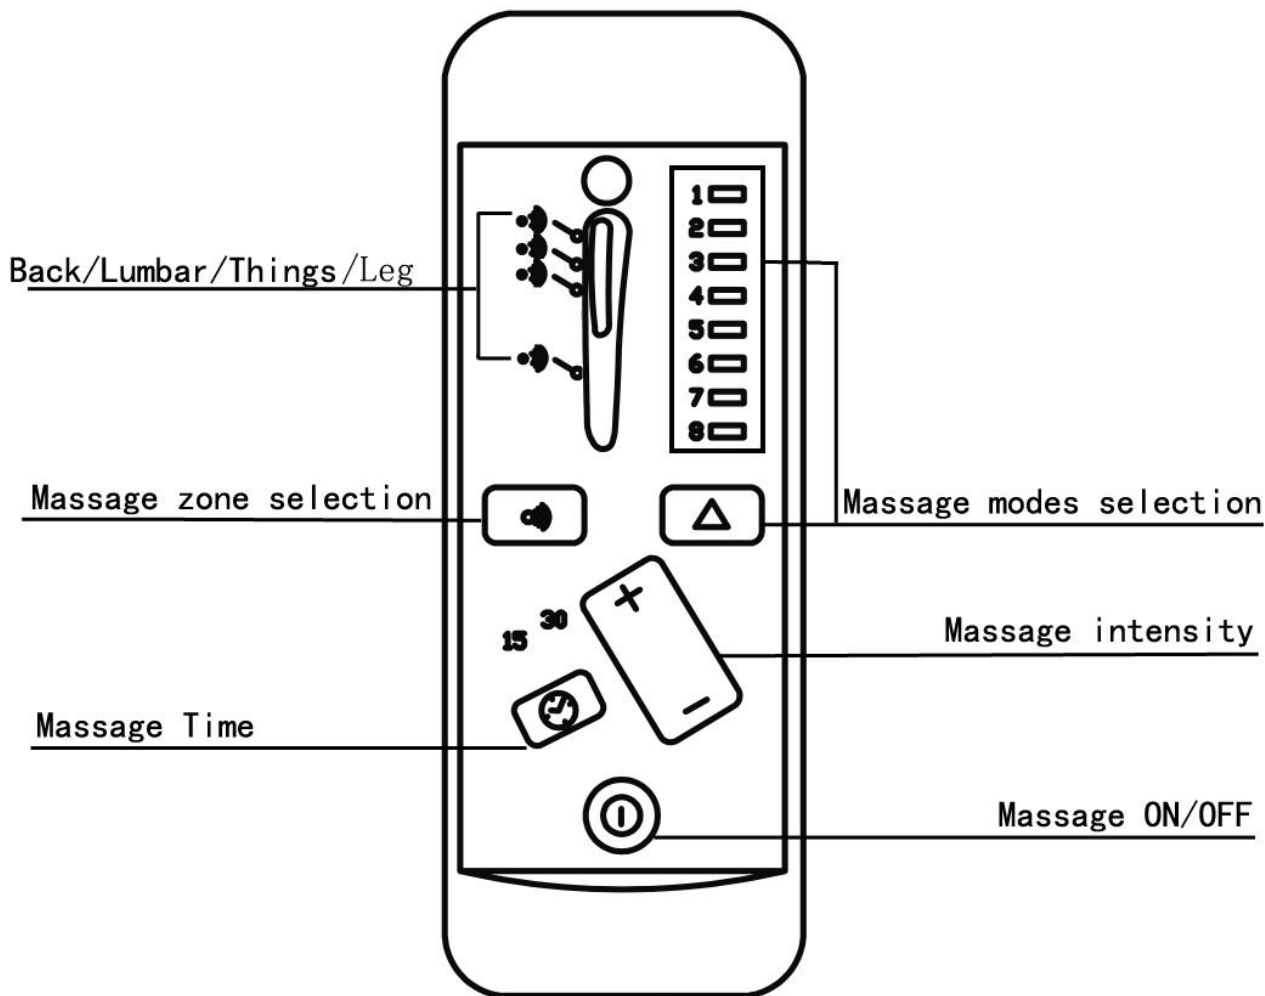 1
2
3
Back/Lumbar/Things/Leg
4
5
6
7
8
Massage zone selection
Massage modes selection
+
30
15
Massage intensity
−
Massage Time
Massage ON/OFF